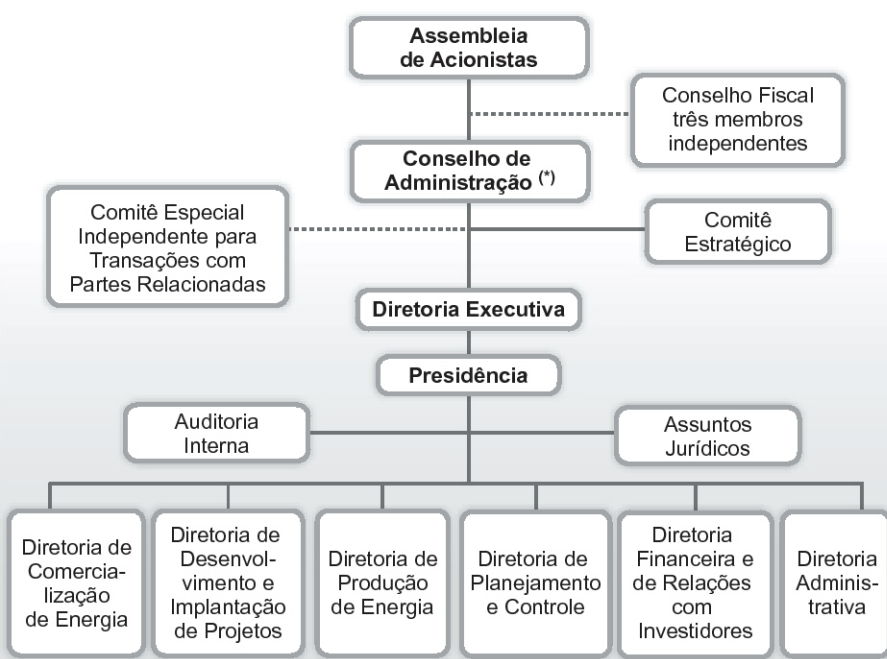 Assembleia
de Acionistas
Conselho Fiscal
três membros
independentes
Conselho de
Administração (*)
Comitê Especial
Independente para
Transações com
Partes Relacionadas
Comitê
Estratégico
Diretoria Executiva
Presidência
Auditoria
Interna
Assuntos
Jurídicos
Diretoria de
Comercia-
lização
de Energia
Diretoria de
Desenvol-
vimento e
Implantação
de Projetos
Diretoria de
Produção
de Energia
Diretoria de
Planejamento
e Controle
Diretoria
Financeira e
de Relações
com
Investidores
Diretoria
Adminis-
trativa